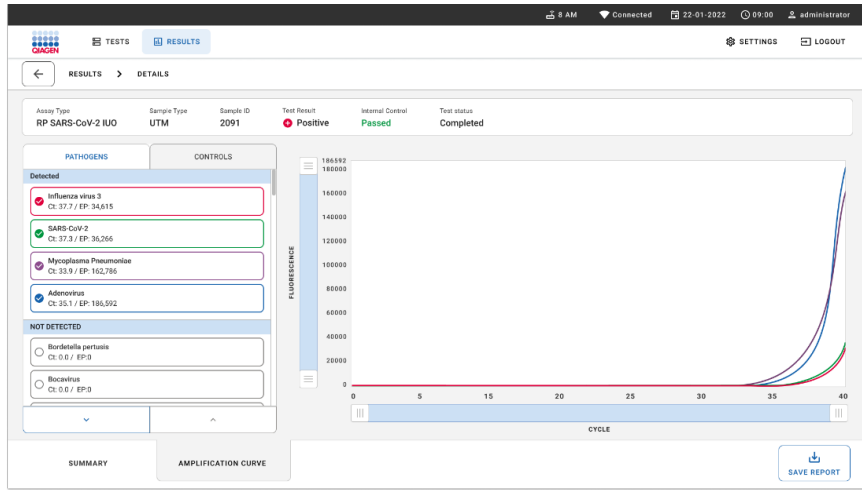 8 AM Connected 22-01-2022 09:00 administrator
QIAGEN TESTS RESULTS SETTINGS LOGOUT
RESULTS > DETAILS
Assay Type Sample Type Sample ID Test Result Internal Control Test status
RP SARS-CoV-2 IUO UTM 2091 Positive Passed Completed
PATHOGENS CONTROLS
Detected
Influenza virus 3
Ct: 37.7 / EP: 34,615
SARS-CoV-2
Ct: 37.3 / EP: 36,266
Mycoplasma Pneumoniae
Ct: 33.9 / EP: 162,786
Adenovirus
Ct: 35.1 / EP: 186,592
NOT DETECTED
Bordetella pertusis
Ct: 0.0 / EP:0
Bocavirus
Ct: 0.0 / EP:0
FLUORESCENCE
186592
180000
160000
140000
120000
100000
80000
60000
40000
20000
0
0 5 15 20 25 30 35 40
CYCLE
SUMMARY AMPLIFICATION CURVE SAVE REPORT